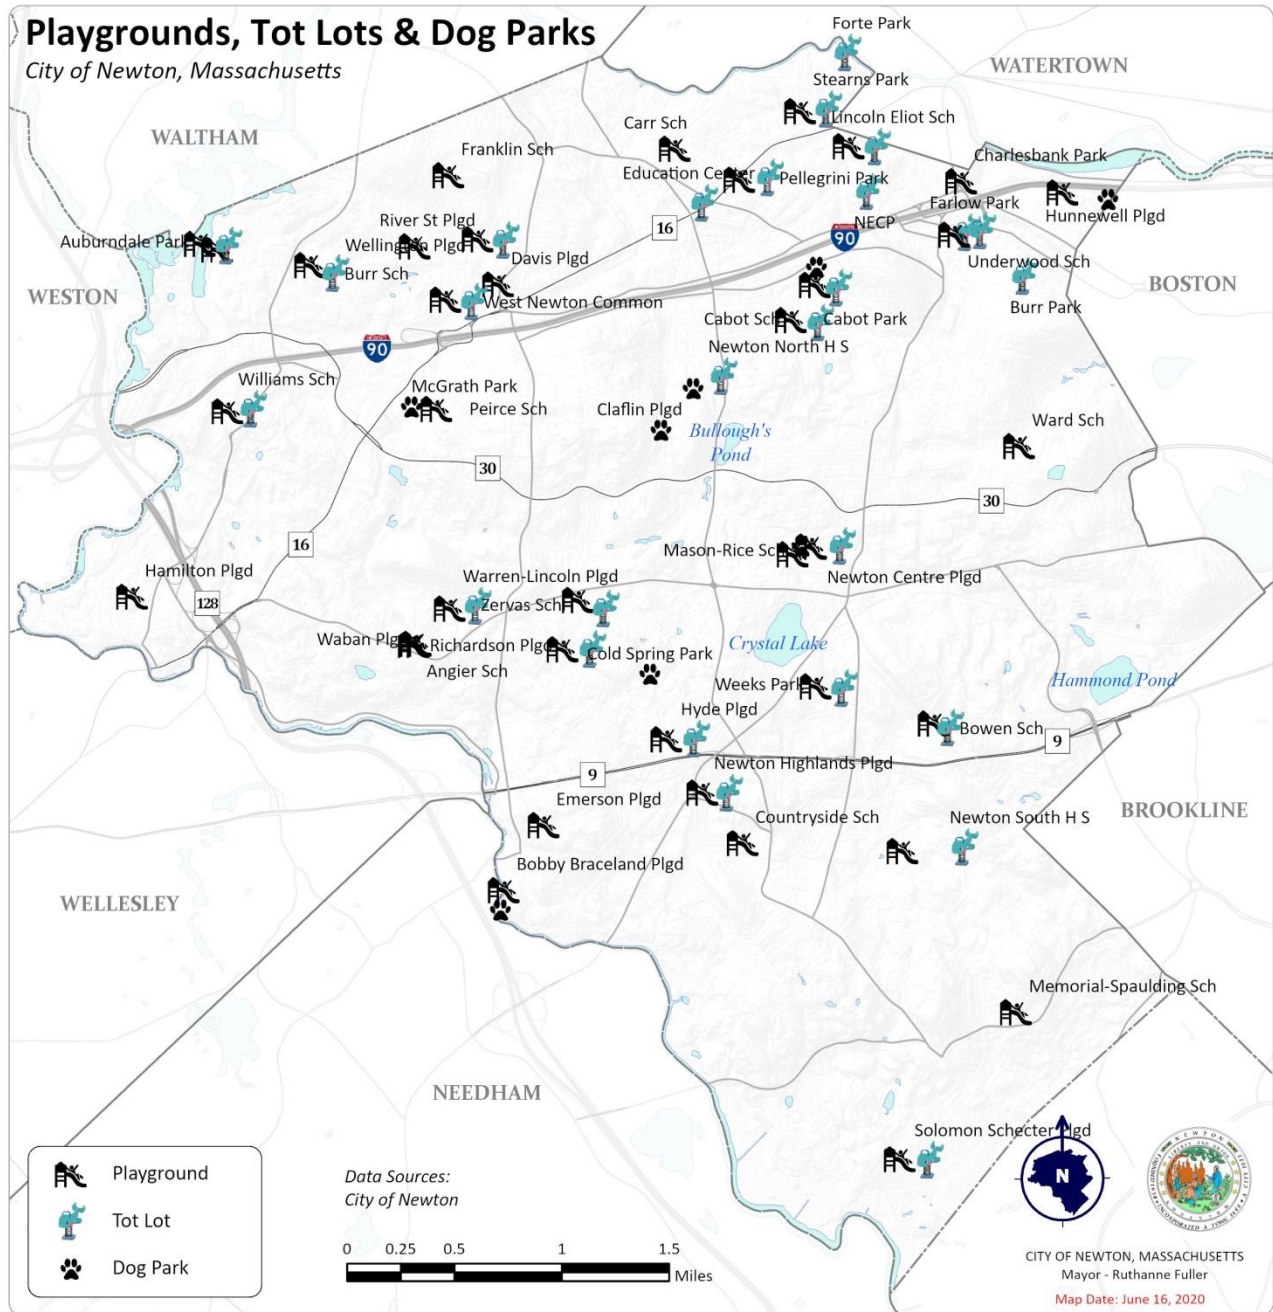 Playgrounds, Tot Lots & Dog Parks
City of Newton, Massachusetts
Forte Park
WATERTOWN
Stearns Park
Lincoln Eliot Sch
WALTHAM
Carr Sch
Franklin Sch
Charlesbank Park
Education Center
Pellegrini Park
River St Plgd
Farlow Park
Hunnewell Plgd
NECP
16
90
Auburndale Park
Wellington Plgd
Davis Plgd
Underwood Sch
Burr Sch
WESTON
BOSTON
West Newton Common
Burr Park
Cabot Sch
Cabot Park
90
Newton North H S
Williams Sch
McGrath Park
Peirce Sch
Claflin Plgd
Ward Sch
Bullough's
Pond
30
30
16
Mason-Rice Sch
Hamilton Plgd
Warren-Lincoln Plgd
Newton Centre Plgd
128
Zervas Sch
Waban Plgd
Richardson Plgd
Cold Spring Park
Crystal Lake
Angier Sch
Weeks Park
Hammond Pond
Hyde Plgd
Bowen Sch
9
Newton Highlands Plgd
9
Emerson Plgd
Countryside Sch
Newton South H S
BROOKLINE
Bobby Braceland Plgd
WELLESLEY
Memorial-Spaulding Sch
NEEDHAM
Solomon Schecter Plgd
Playground
Tot Lot
Dog Park
Data Sources:
City of Newton
0 0.25 0.5 1 1.5
Miles
N
CITY OF NEWTON, MASSACHUSETTS
Mayor - Ruthanne Fuller
Map Date: June 16, 2020